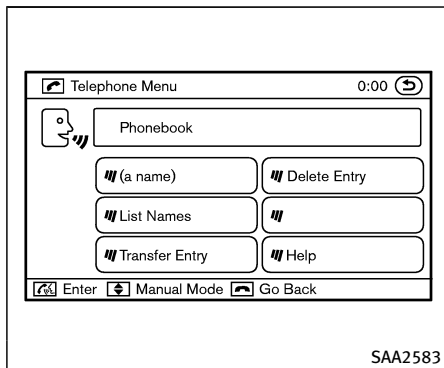 Telephone Menu 0:00
Phonebook
(a name) Delete Entry
List Names
Transfer Entry Help
Enter Manual Mode Go Back
SAA2583